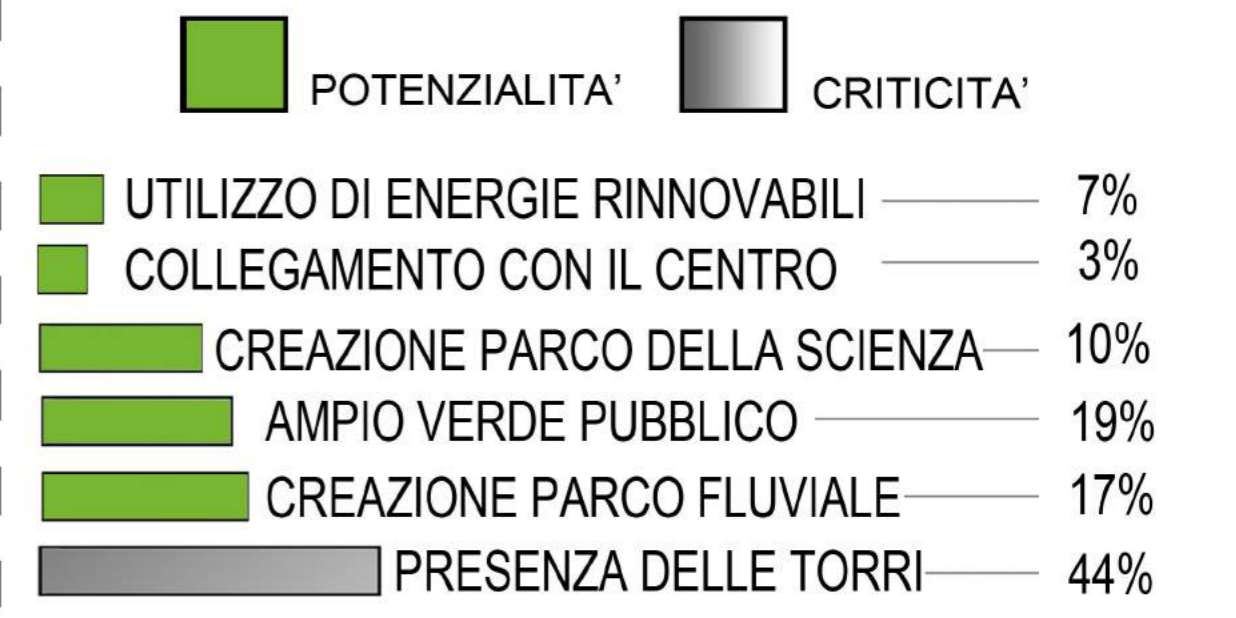 POTENZIALITA' CRITICITA'
UTILIZZO DI ENERGIE RINNOVABILI 7%
COLLEGAMENTO CON IL CENTRO 3%
CREAZIONE PARCO DELLA SCIENZA 10%
AMPIO VERDE PUBBLICO 19%
CREAZIONE PARCO FLUVIALE 17%
PRESENZA DELLE TORRI 44%